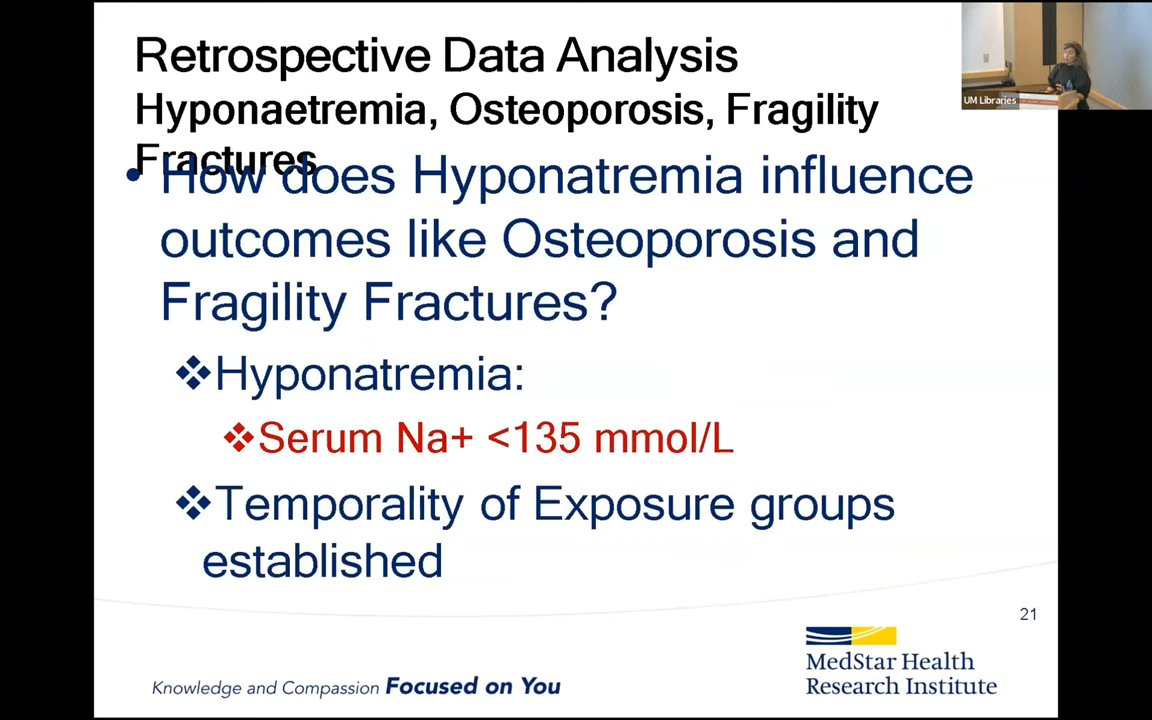 Retrospective Data Analysis
Hyponaetremia, Osteoporosis, Fragility
Fractures
• How does Hyponatremia influence
outcomes like Osteoporosis and
Fragility Fractures?
❖Hyponatremia:
❖Serum Na+ <135 mmol/L
❖Temporality of Exposure groups
established
21
Knowledge and Compassion Focused on You
MedStar Health
Research Institute
UM Libraries